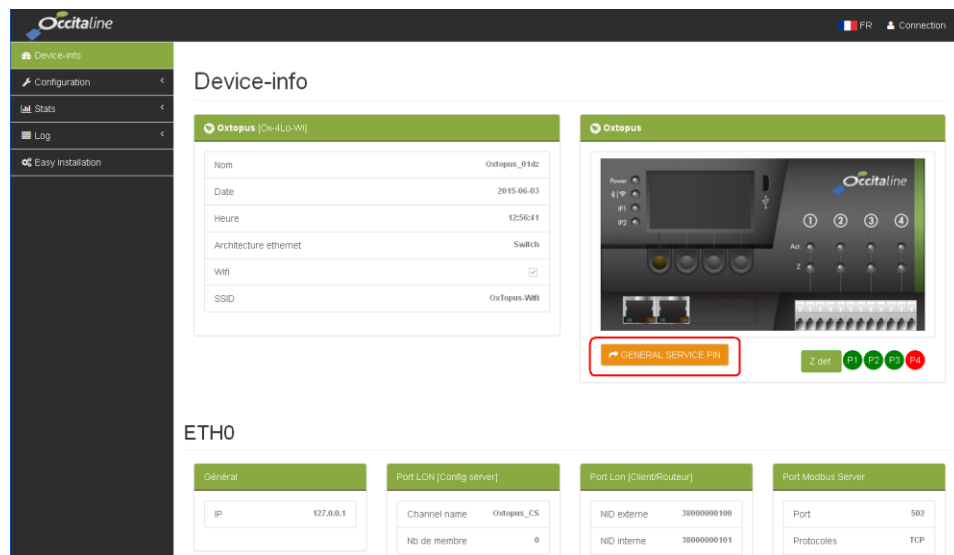 Occitaline
FR Connection
Device-info
Configuration
Stats
Log
Easy installation
Device-info
Oxtopus [Ox-4Lo-Wi]
Nom Oxtopus_01dz
Date 2015-06-03
Heure 12:56:41
Architecture ethernet Switch
Wifi
SSID OxTopus-Wifi
Oxtopus
Power
IP1
IP2
Occitaline
1 2 3 4
Act.
Z
GENERAL SERVICE PIN
Z def. P1 P2 P3 P4
ETH0
Général
IP 127.0.0.1
Port LON [Config server]
Channel name Oxtopus_CS
Nb de membre 0
Port Lon [Client/Routeur]
NID externe 38000000100
NID interne 38000000101
Port Modbus Server
Port 502
Protocoles TCP